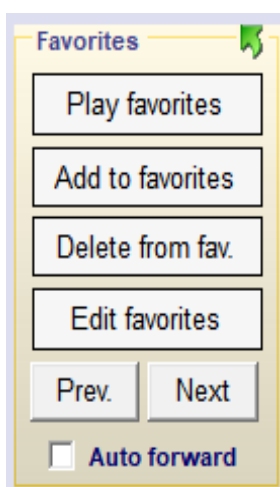 Favorites
Play favorites
Add to favorites
Delete from fav.
Edit favorites
Prev. Next
Auto forward